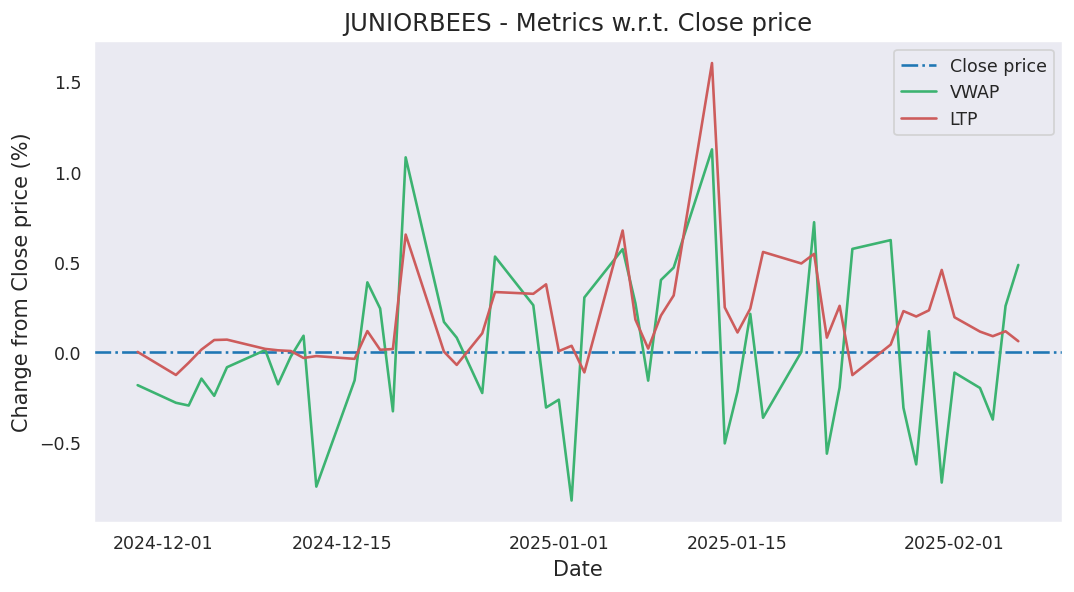 JUNIORBEES - Metrics w.r.t. Close price
Close price
VWAP
LTP
Change from Close price (%)
1.5
1.0
0.5
0.0
−0.5
2024-12-01 2024-12-15 2025-01-01 2025-01-15 2025-02-01
Date